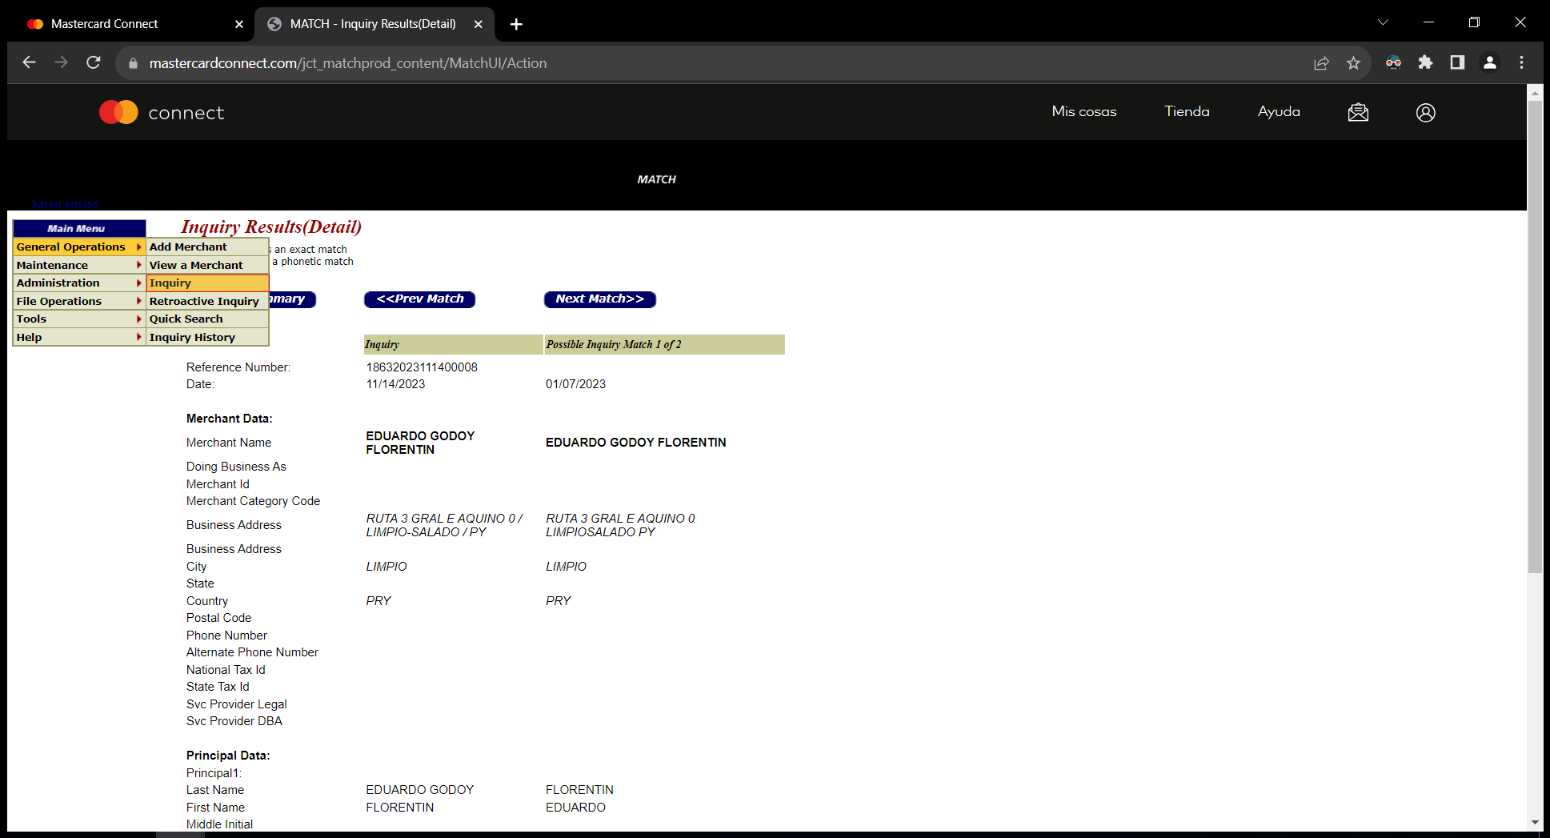 Mastercard Connect
MATCH - Inquiry Results(Detail)
mastercardconnect.com/jct_matchprod_content/MatchUI/Action
connect
Mis cosas
Tienda
Ayuda
MATCH
Main Menu
General Operations
Maintenance
Administration
File Operations
Tools
Help
Add Merchant
View a Merchant
Inquiry
Retroactive Inquiry
Quick Search
Inquiry History
Inquiry Results(Detail)
an exact match
a phonetic match
<<Prev Match
Next Match>>
Inquiry Possible Inquiry Match 1 of 2
Reference Number: 18632023111400008
Date: 11/14/2023 01/07/2023
Merchant Data:
Merchant Name EDUARDO GODOY FLORENTIN EDUARDO GODOY FLORENTIN
Doing Business As
Merchant Id
Merchant Category Code
Business Address RUTA 3 GRAL E AQUINO 0 / LIMPIO-SALADO / PY RUTA 3 GRAL E AQUINO 0 LIMPIOSALADO PY
Business Address
City LIMPIO LIMPIO
State
Country PRY PRY
Postal Code
Phone Number
Alternate Phone Number
National Tax Id
State Tax Id
Svc Provider Legal
Svc Provider DBA
Principal Data:
Principal1:
Last Name EDUARDO GODOY FLORENTIN
First Name FLORENTIN EDUARDO
Middle Initial